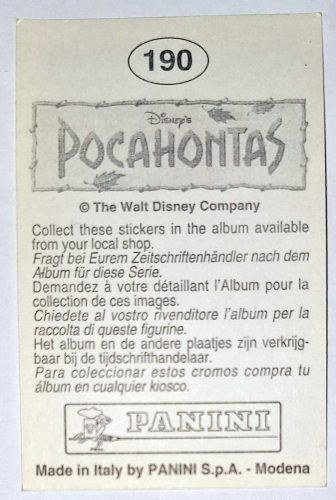 190
DISNEY'S
POCAHONTAS
© The Walt Disney Company
Collect these stickers in the album available
from your local shop.
Fragt bei Eurem Zeitschriftenhändler nach dem
Album für diese Serie.
Demandez à votre détaillant l'Album pour la
collection de ces images.
Chiedete al vostro rivenditore l'album per la
raccolta di queste figurine.
Het album en de andere plaatjes zijn verkrijg-
baar bij de tijdschrifthandelaar.
Para coleccionar estos cromos compra tu
álbum en cualquier kiosco.
PANINI
Made in Italy by PANINI S.p.A. - Modena